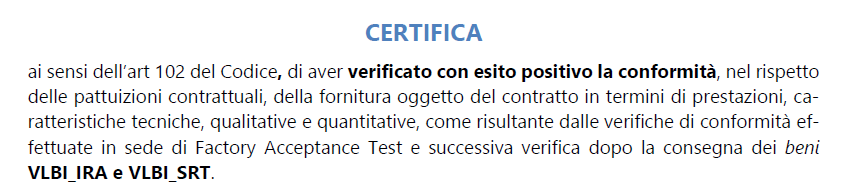 CERTIFICA
ai sensi dell’art 102 del Codice, di aver verificato con esito positivo la conformità, nel rispetto
delle pattuizioni contrattuali, della fornitura oggetto del contratto in termini di prestazioni, ca-
ratteristiche tecniche, qualitative e quantitative, come risultante dalle verifiche di conformità ef-
fettuate in sede di Factory Acceptance Test e successiva verifica dopo la consegna dei beni
VLBI_IRA e VLBI_SRT.